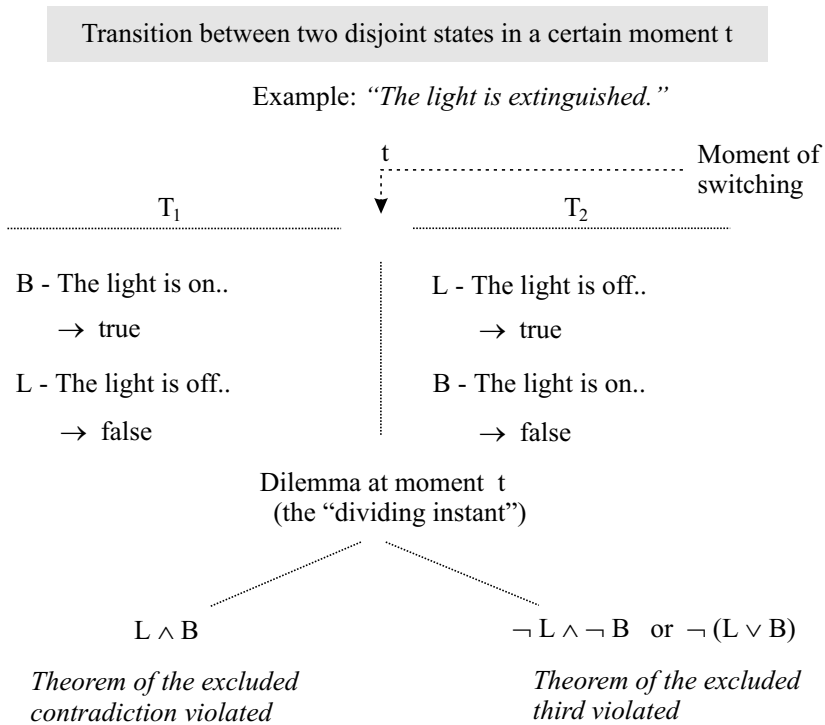 Transition between two disjoint states in a certain moment t
Example: “The light is extinguished.”
t
Moment of
switching
T₁
T₂
B - The light is on..
→ true
L - The light is off..
→ false
L - The light is off..
→ true
B - The light is on..
→ false
Dilemma at moment t
(the “dividing instant”)
L ∧ B
Theorem of the excluded
contradiction violated
¬ L ∧ ¬ B or ¬ (L ∨ B)
Theorem of the excluded
third violated